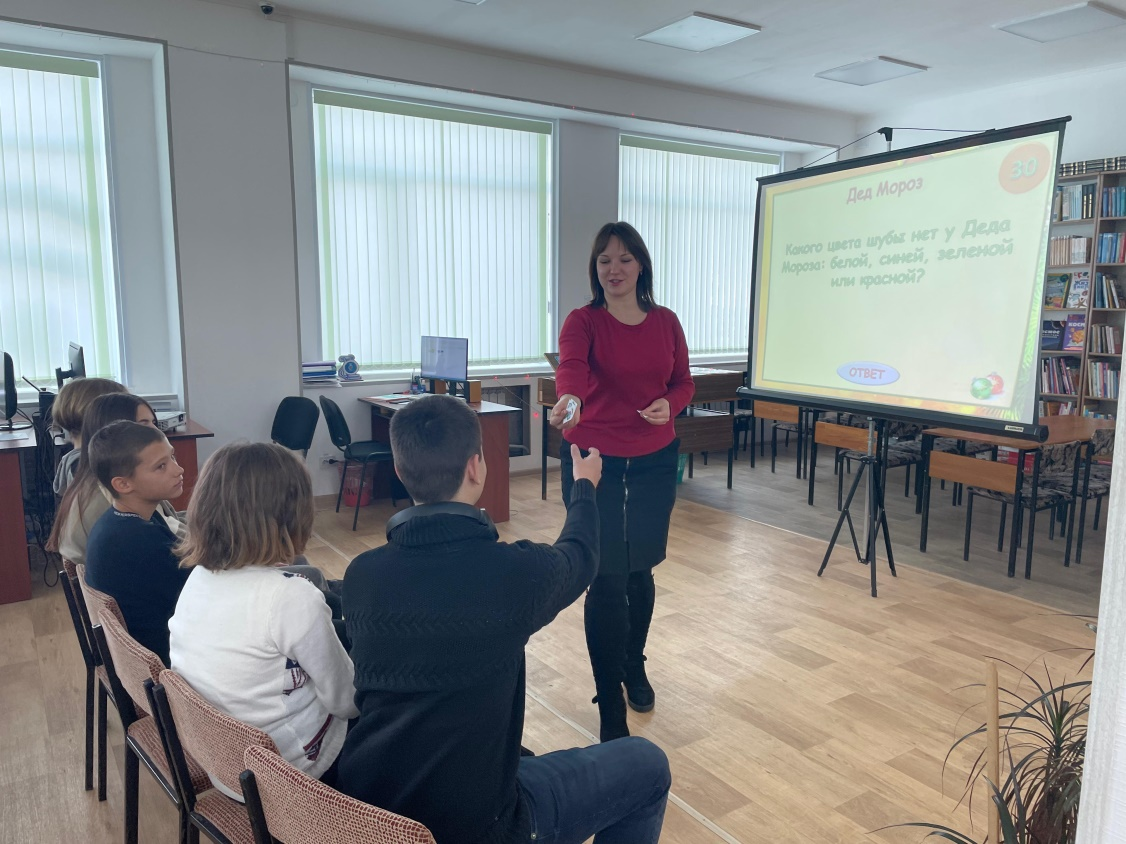 30
Дед Мороз
Какого цвета шубы нет у Деда
Мороза: белой, синей, зеленой
или красной?
ОТВЕТ